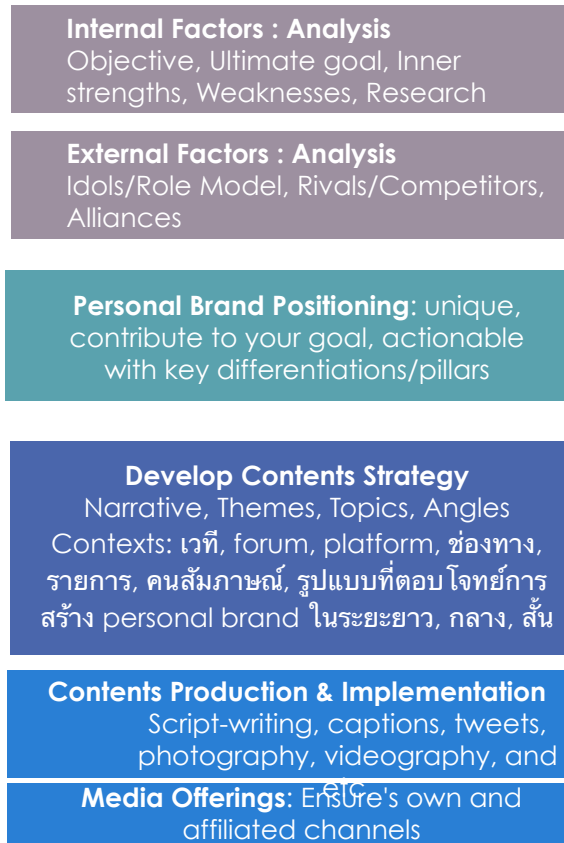 Internal Factors : Analysis
Objective, Ultimate goal, Inner
strengths, Weaknesses, Research
External Factors : Analysis
Idols/Role Model, Rivals/Competitors,
Alliances
Personal Brand Positioning: unique,
contribute to your goal, actionable
with key differentiations/pillars
Develop Contents Strategy
Narrative, Themes, Topics, Angles
Contexts: เวที, forum, platform, ช่องทาง,
รายการ, คนสัมภาษณ์, รูปแบบที่ตอบโจทย์การ
สร้าง personal brand ในระยะยาว, กลาง, สั้น
Contents Production & Implementation
Script-writing, captions, tweets,
photography, videography, and
etc
Media Offerings: Ensure's own and
affiliated channels